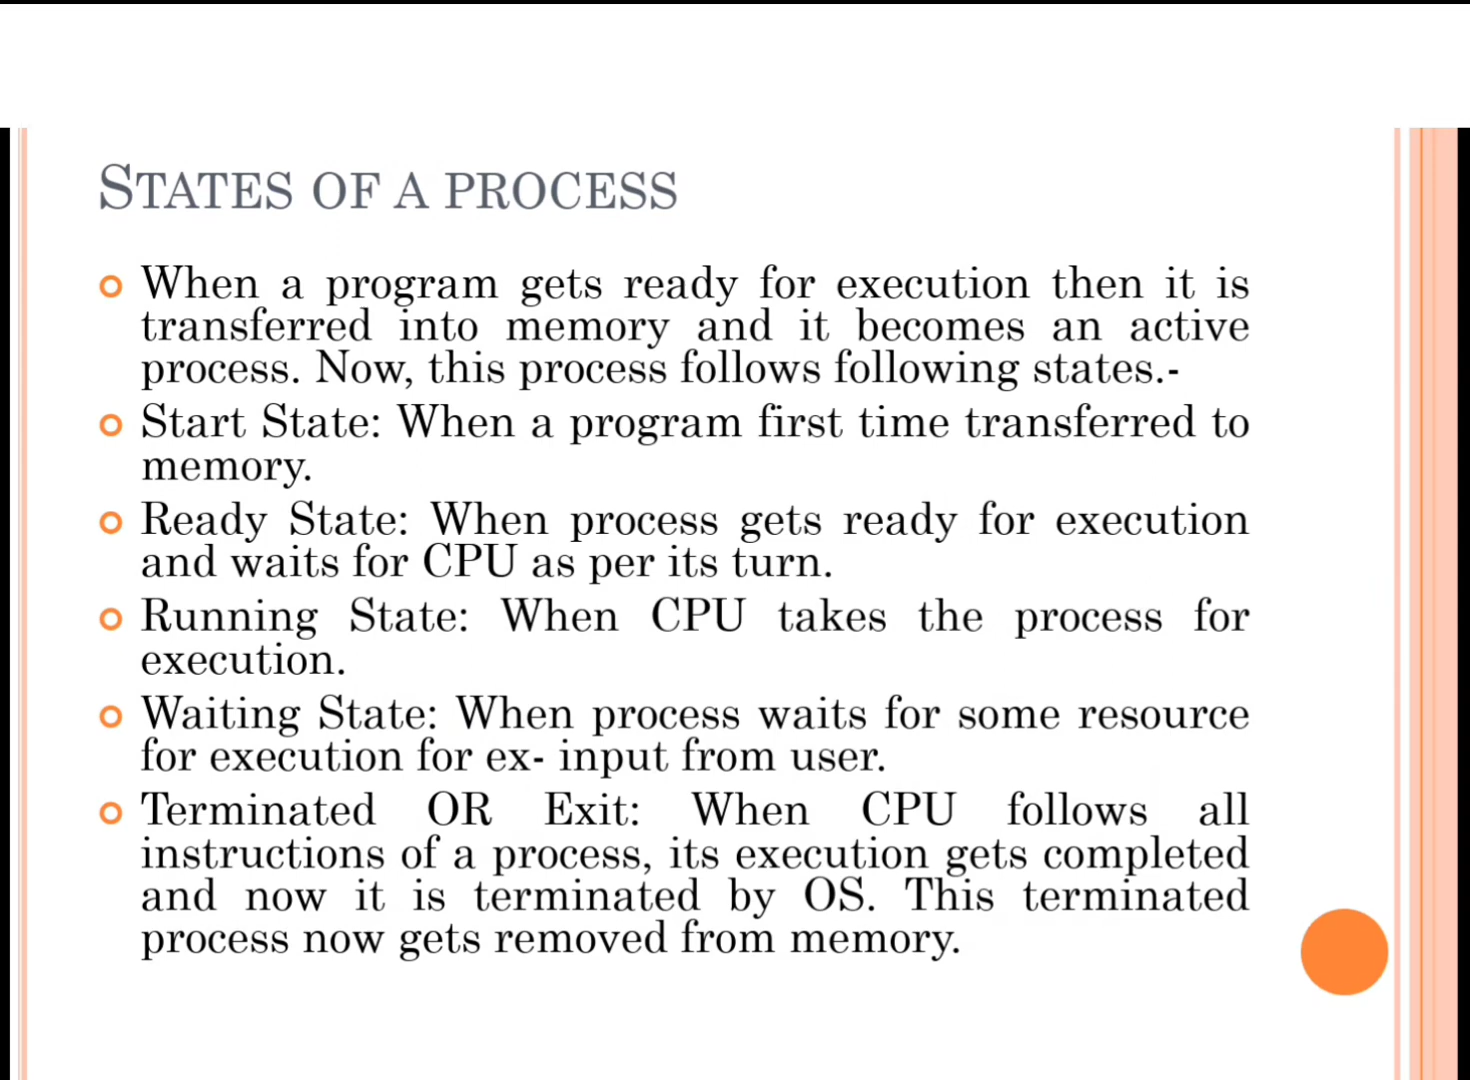 STATES OF A PROCESS
When a program gets ready for execution then it is
transferred into memory and it becomes an active
process. Now, this process follows following states.-
Start State: When a program first time transferred to
memory.
Ready State: When process gets ready for execution
and waits for CPU as per its turn.
Running State: When CPU takes the process for
execution.
Waiting State: When process waits for some resource
for execution for ex- input from user.
Terminated OR Exit: When CPU follows all
instructions of a process, its execution gets completed
and now it is terminated by OS. This terminated
process now gets removed from memory.